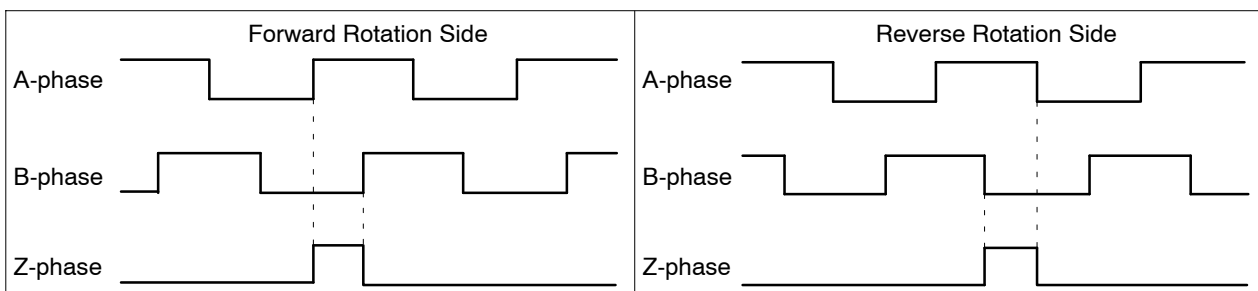 Forward Rotation Side
A-phase
B-phase
Z-phase
Reverse Rotation Side
A-phase
B-phase
Z-phase